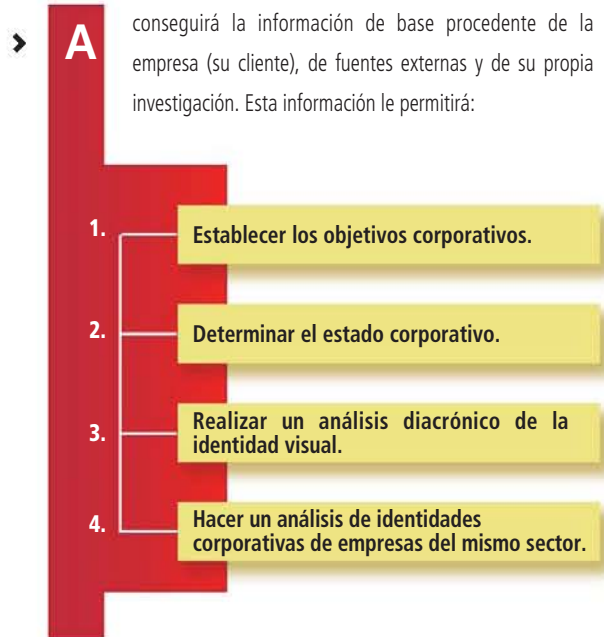 A
conseguirá la información de base procedente de la
empresa (su cliente), de fuentes externas y de su propia
investigación. Esta información le permitirá:
1. Establecer los objetivos corporativos.
2. Determinar el estado corporativo.
3. Realizar un análisis diacrónico de la
identidad visual.
4. Hacer un análisis de identidades
corporativas de empresas del mismo sector.